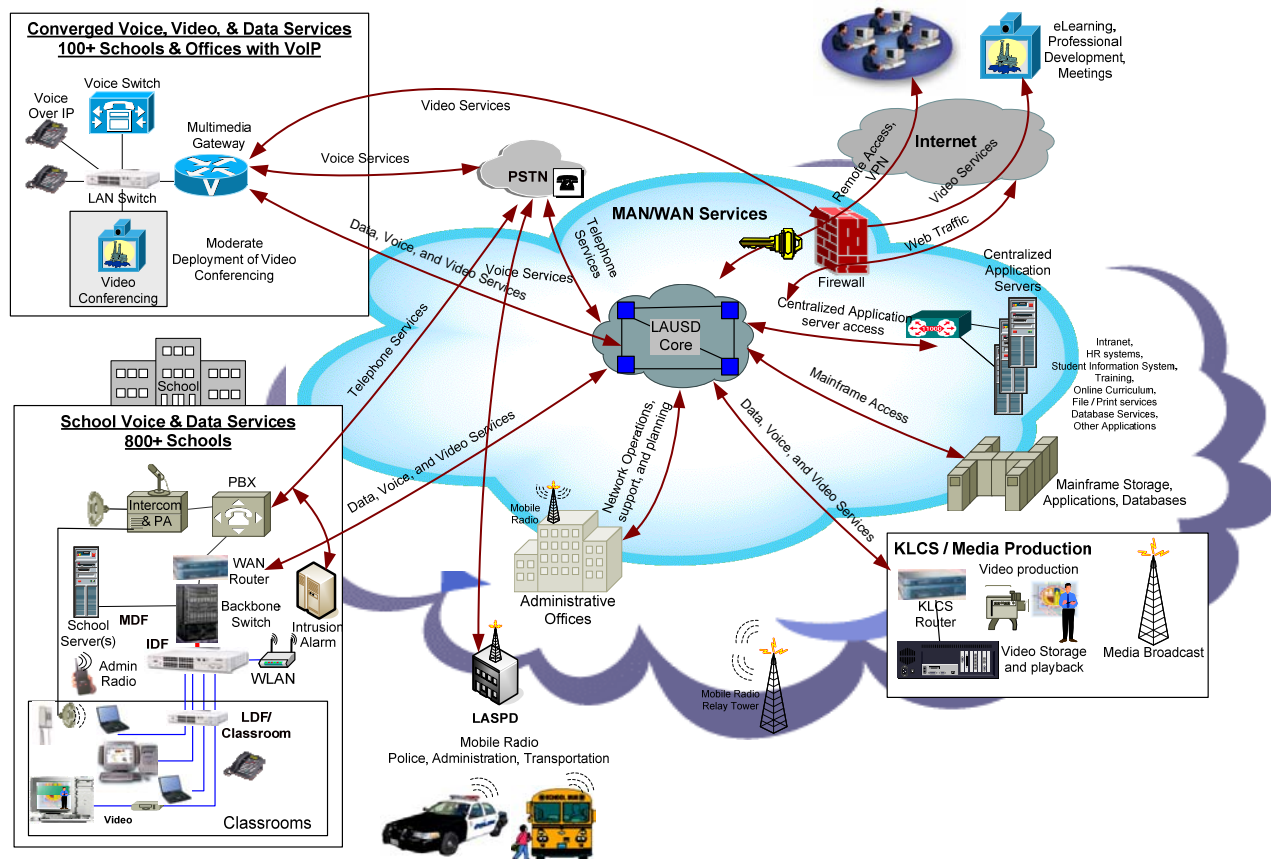 Converged Voice, Video, & Data Services
100+ Schools & Offices with VoIP
Voice Switch
Voice
Over IP
Multimedia
Gateway
V
LAN Switch
Moderate
Deployment of Video
Conferencing
Video
Conferencing
Video Services
Voice Services
PSTN
Data, Voice, and Video Services
Voice Services
Telephone
Services
Telephone Services
MAN/WAN Services
Remote Access,
VPN
Video Services
Web Traffic
Internet
eLearning,
Professional
Development,
Meetings
Firewall
Centralized
Application
Servers
Centralized Application
server access
LAUSD
Core
Intranet,
HR systems,
Student Information System,
Training,
Online Curriculum,
File / Print services
Database Services,
Other Applications
Mainframe Access
Mainframe Storage,
Applications, Databases
Data, Voice, and Video Services
Network Operations,
support, and planning
Data, Voice, and Video Services
School
School Voice & Data Services
800+ Schools
PBX
Intercom
& PA
WAN
Router
Backbone
Switch
MDF
School
Server(s)
IDF
Intrusion
Alarm
Admin
Radio
WLAN
LDF/
Classroom
Video
Classrooms
Mobile
Radio
Administrative
Offices
LASPD
Mobile Radio
Police, Administration, Transportation
SCHOOL BUS
Mobile Radio
Relay Tower
KLCS / Media Production
Video production
KLCS
Router
Video Storage
and playback
Media Broadcast